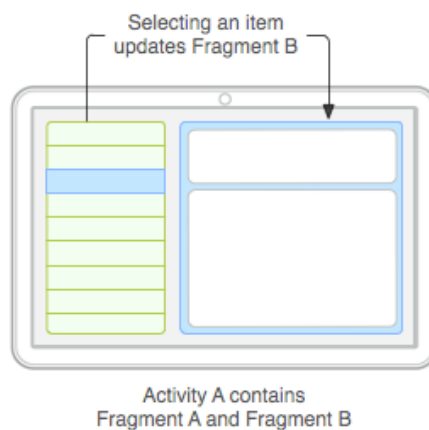 Selecting an item
updates Fragment B
Activity A contains
Fragment A and Fragment B